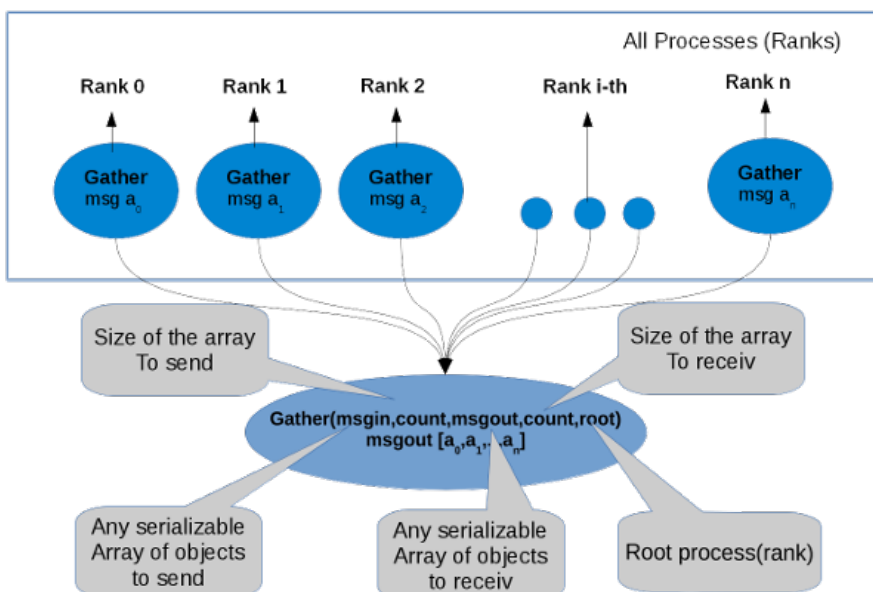 All Processes (Ranks)
Rank 0
Rank 1
Rank 2
Rank i-th
Rank n
Gather
msg a0
Gather
msg a1
Gather
msg a2
Gather
msg an
Size of the array
To send
Size of the array
To receiv
Gather(msgin,count,msgout,count,root)
msgout [a0,a1,..,an]
Any serializable
Array of objects
to send
Any serializable
Array of objects
to receiv
Root process(rank)